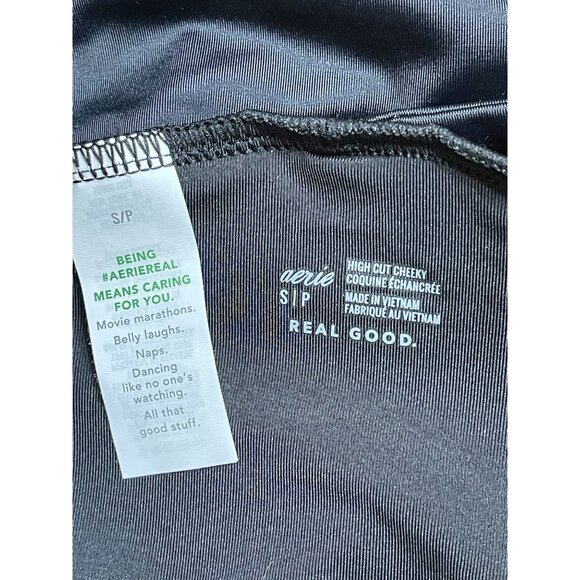 S/P
BEING
#AERIEREAL
MEANS CARING
FOR YOU.
Movie marathons.
Belly laughs.
Naps.
Dancing
like no one's
watching.
All that
good stuff.
aerie
S|P
HIGH CUT CHEEKY
COQUINE ÉCHANCRÉE
MADE IN VIETNAM
FABRIQUÉ AU VIETNAM
REAL GOOD.